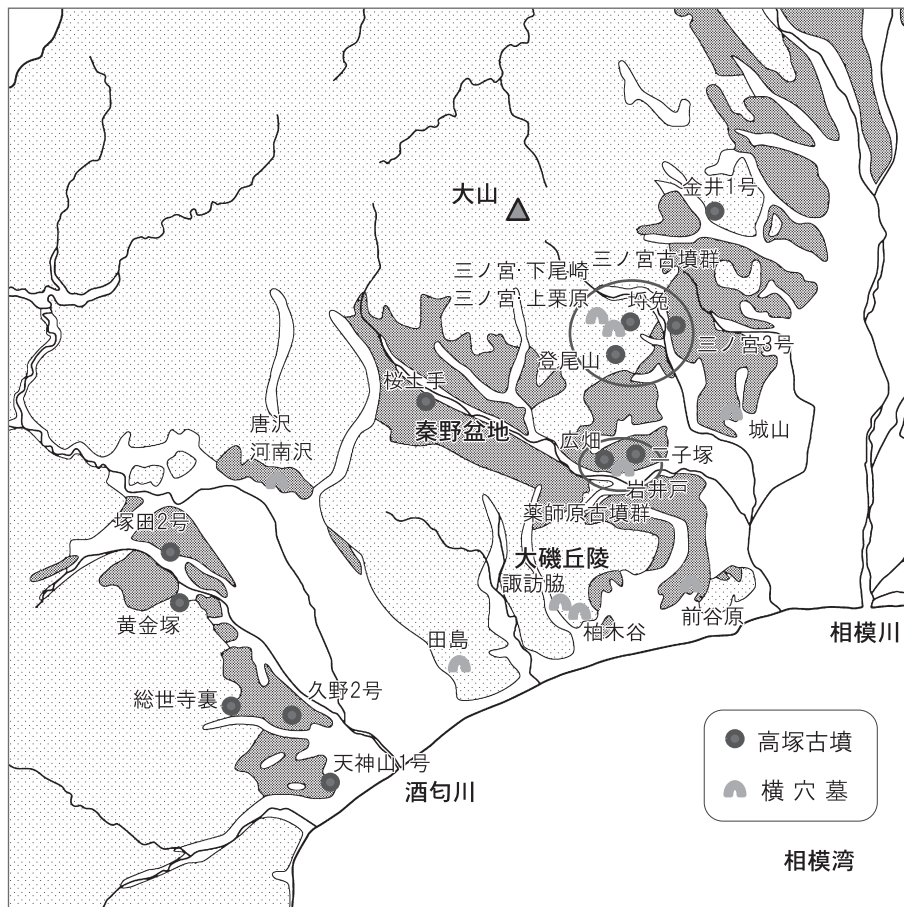 金井1号
大山
三ノ宮・下尾崎
三ノ宮古墳群
三ノ宮・上栗原
埒免
三ノ宮3号
登尾山
桜土手
唐沢
河南沢
秦野盆地
城山
広畑
二子塚
岩井戸
薬師原古墳群
塚田2号
大磯丘陵
諏訪脇
黄金塚
柏木谷
前谷原
田島
相模川
総世寺裏
久野2号
天神山1号
酒匂川
高塚古墳
横穴墓
相模湾